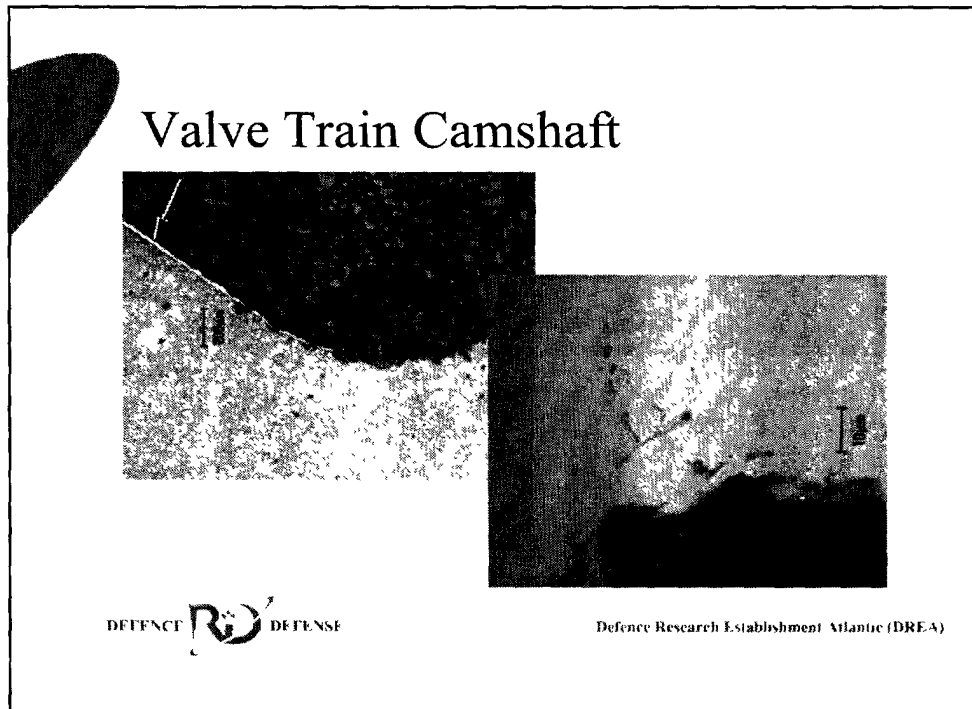 Valve Train Camshaft
DEFENCE R&D DEFENSE
Defence Research Establishment Atlantic (DREA)